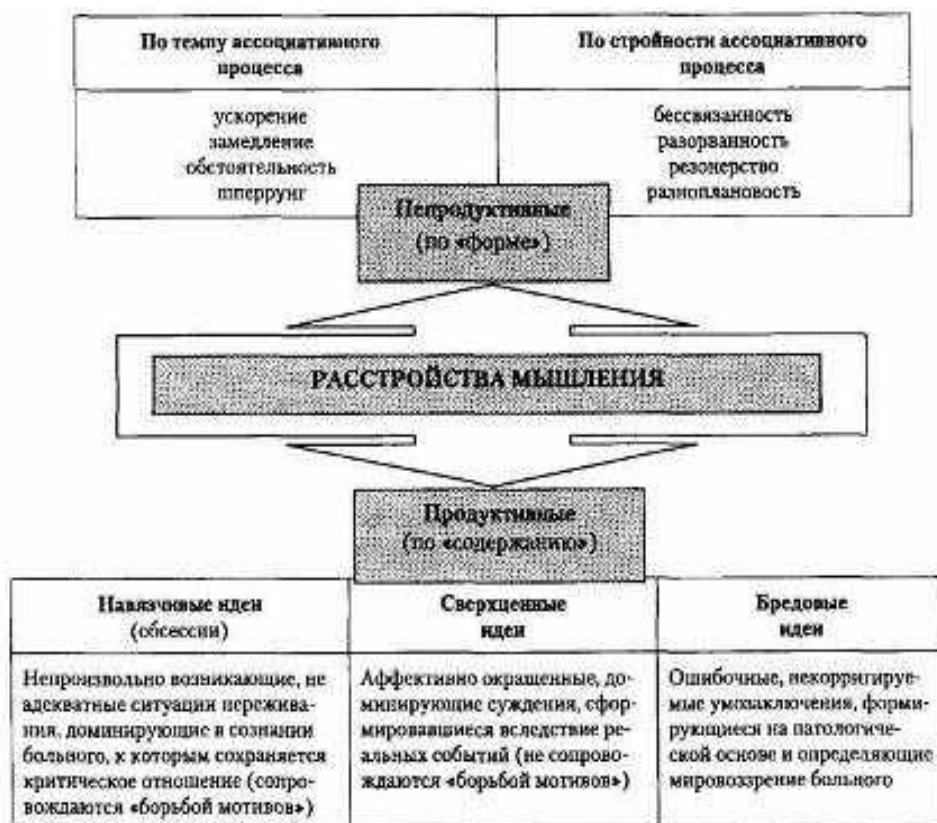 По темпу ассоциативного
процесса
По стройности ассоциативного
процесса
ускорение
замедление
обстоятельность
шперрунг
бессвязанность
разорванность
резонерство
разноплановость
Непродуктивные
(по «форме»)
РАССТРОЙСТВА МЫШЛЕНИЯ
Продуктивные
(по «содержанию»)
Навязчовые идеи
(обсессии)
Сверхценные
идеи
Бредовые
идеи
Непроизвольно возникающие, не
адекватные ситуации пережива-
ния, доминирующие в сознании
больного, к которым сохраняется
критическое отношение (сопро-
вождаются «борьбой мотивов»)
Аффективно окрашенные, до-
минирующие суждения, сфор-
мировавшиеся вследствие ре-
альных событий (не сопрово-
ждаются «борьбой мотивов»)
Ошибочные, некорригируе-
мые умозаключения, форми-
рующиеся на патологиче-
ской основе и определяющие
мировоззрение больного